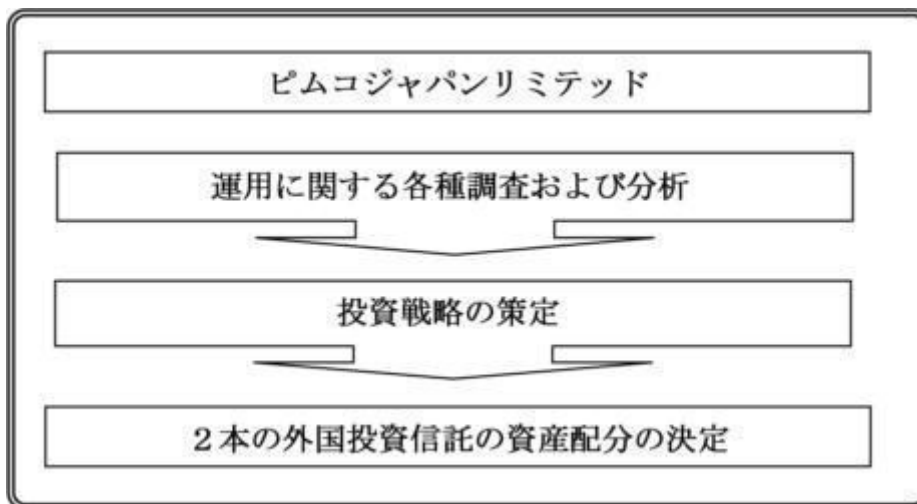 ピムコジャパンリミテッド
運用に関する各種調査および分析
投資戦略の策定
２本の外国投資信託の資産配分の決定